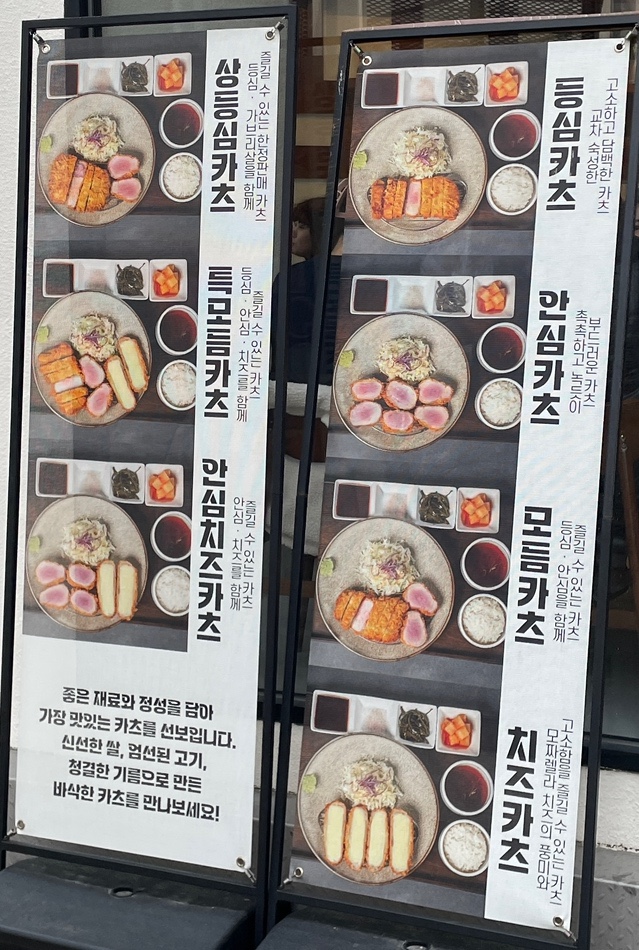 상등심카츠
등심 · 가브리살을 함께
즐길 수 있는 한정판매 카츠
특모듬카츠
등심 · 안심 · 치즈를 함께
즐길 수 있는 카츠
안심치즈카츠
안심 · 치즈를 함께
즐길 수 있는 카츠
좋은 재료와 정성을 담아
가장 맛있는 카츠를 선보입니다.
신선한 쌀, 엄선된 고기,
청결한 기름으로 만든
바삭한 카츠를 만나보세요!
등심카츠
교차 숙성한
고소하고 담백한 카츠
안심카츠
촉촉하고 녹듯이
부드러운 카츠
모듬카츠
등심 · 안심을 함께
즐길 수 있는 카츠
치즈카츠
모짜렐라 치즈의 풍미와
고소함을 즐길 수 있는 카츠